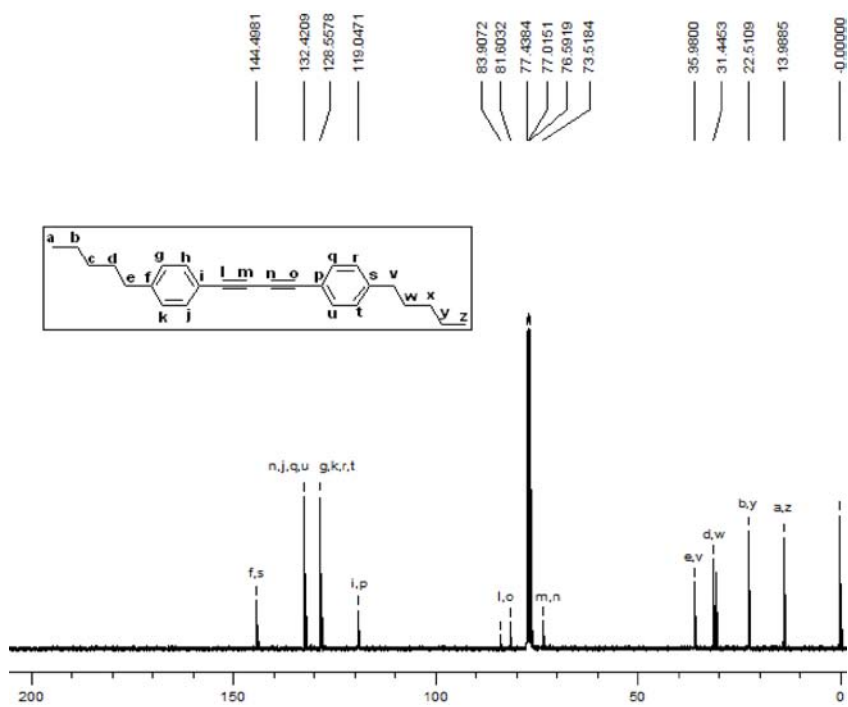 144.4981
132.4209
128.5578
119.0471
83.9072
81.6032
77.4384
77.0151
76.5919
73.5184
35.9800
31.4453
22.5109
13.9885
-0.00000
a b
c d
e f g h i j k
l m n o
p q r s t u
v
w x
y z
n,j,q,u g,k,r,t
f,s
i,p
l,o
m,n
e,v
d,w
b,y
a,z
200 150 100 50 0